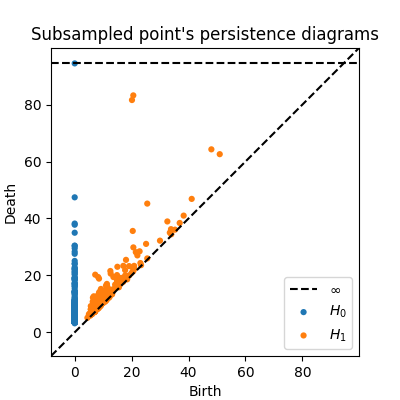 Subsampled point's persistence diagrams
Death
80
60
40
20
0
∞
H₀
H₁
0 20 40 60 80
Birth